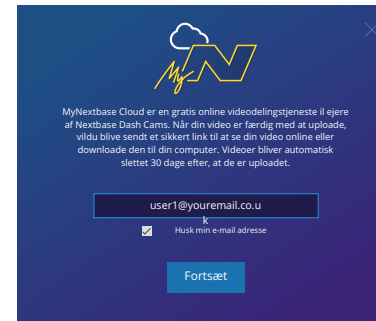 My N
MyNextbase Cloud er en gratis online videodelingstjeneste il ejere
af Nextbase Dash Cams. Når din video er færdig med at uploade,
vildu blive sendt et sikkert link til at se din video online eller
downloade den til din computer. Videoer bliver automatisk
slettet 30 dage efter, at de er uploadet.
user1@youremail.co.u
k
Husk min e-mail adresse
Fortsæt